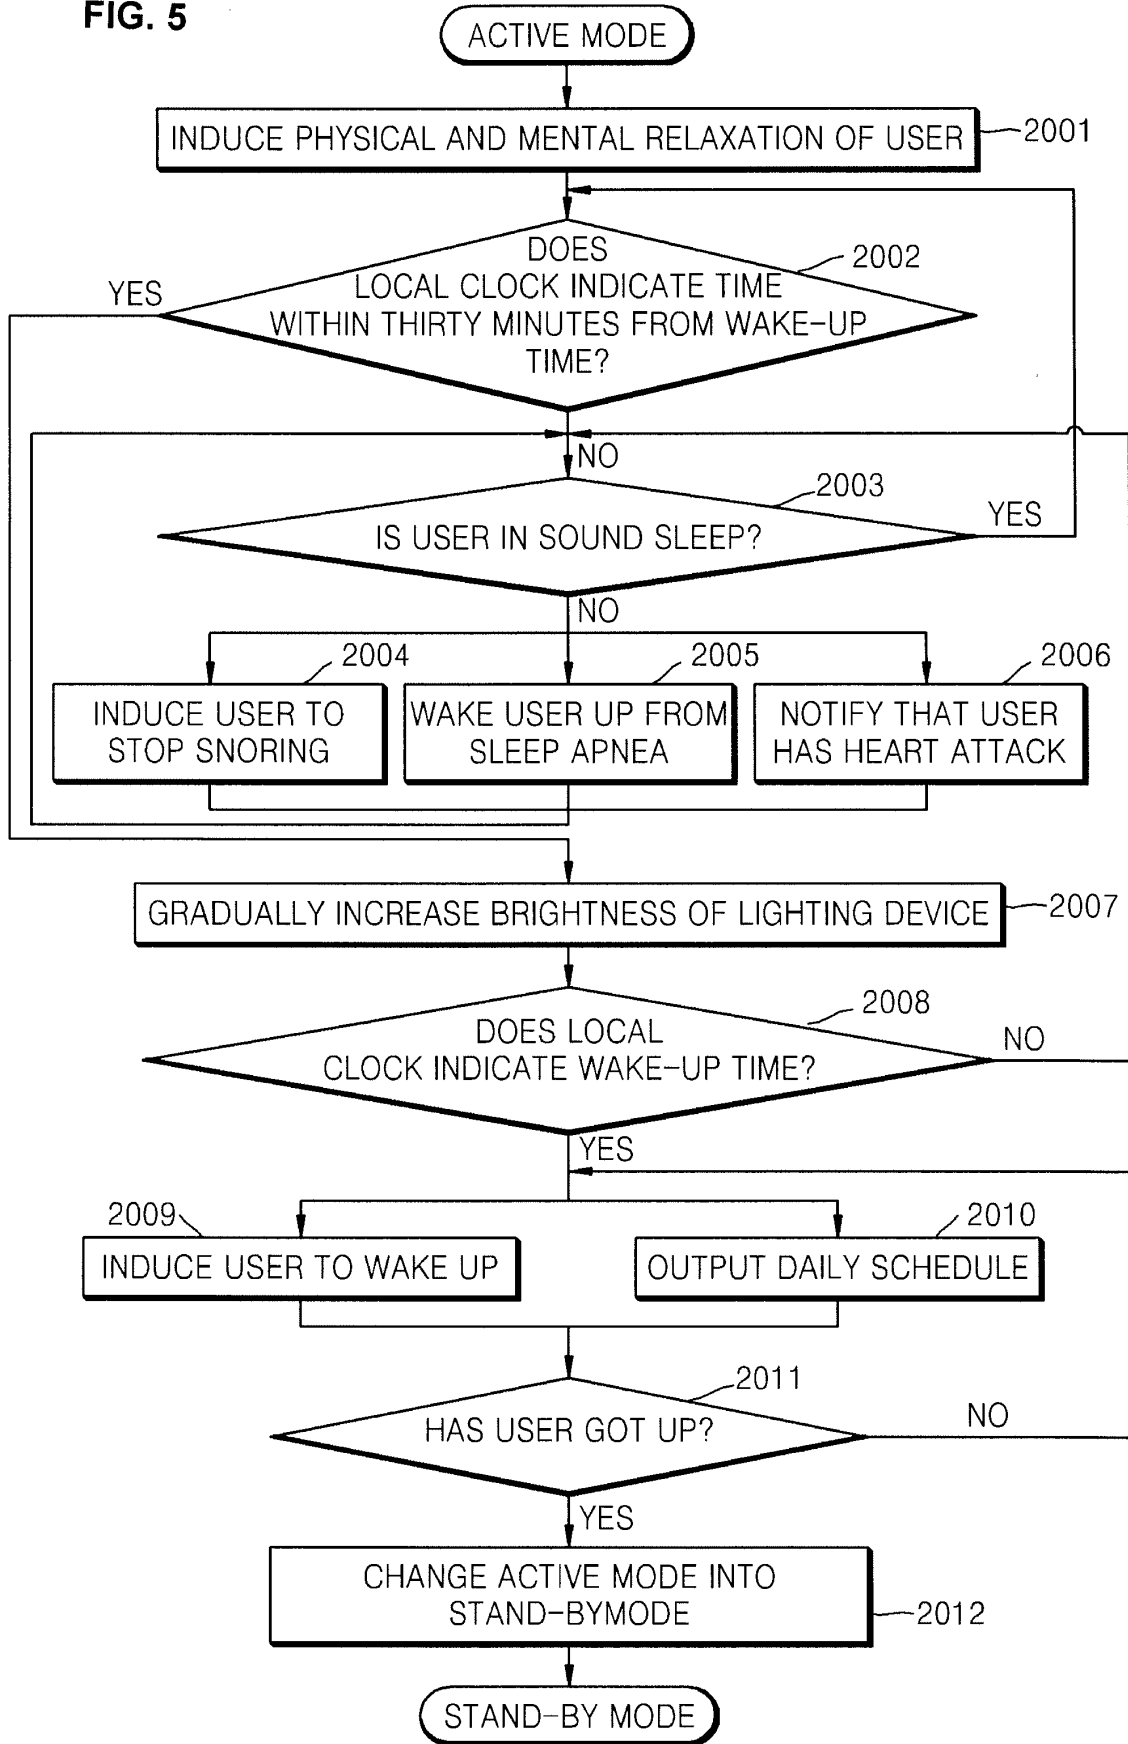 FIG. 5
ACTIVE MODE
INDUCE PHYSICAL AND MENTAL RELAXATION OF USER
2001
DOES
LOCAL CLOCK INDICATE TIME
WITHIN THIRTY MINUTES FROM WAKE-UP
TIME?
2002
YES
NO
IS USER IN SOUND SLEEP?
2003
YES
NO
2004
INDUCE USER TO
STOP SNORING
2005
WAKE USER UP FROM
SLEEP APNEA
2006
NOTIFY THAT USER
HAS HEART ATTACK
GRADUALLY INCREASE BRIGHTNESS OF LIGHTING DEVICE
2007
DOES LOCAL
CLOCK INDICATE WAKE-UP TIME?
2008
NO
YES
2009
INDUCE USER TO WAKE UP
2010
OUTPUT DAILY SCHEDULE
HAS USER GOT UP?
2011
NO
YES
CHANGE ACTIVE MODE INTO
STAND-BYMODE
2012
STAND-BY MODE